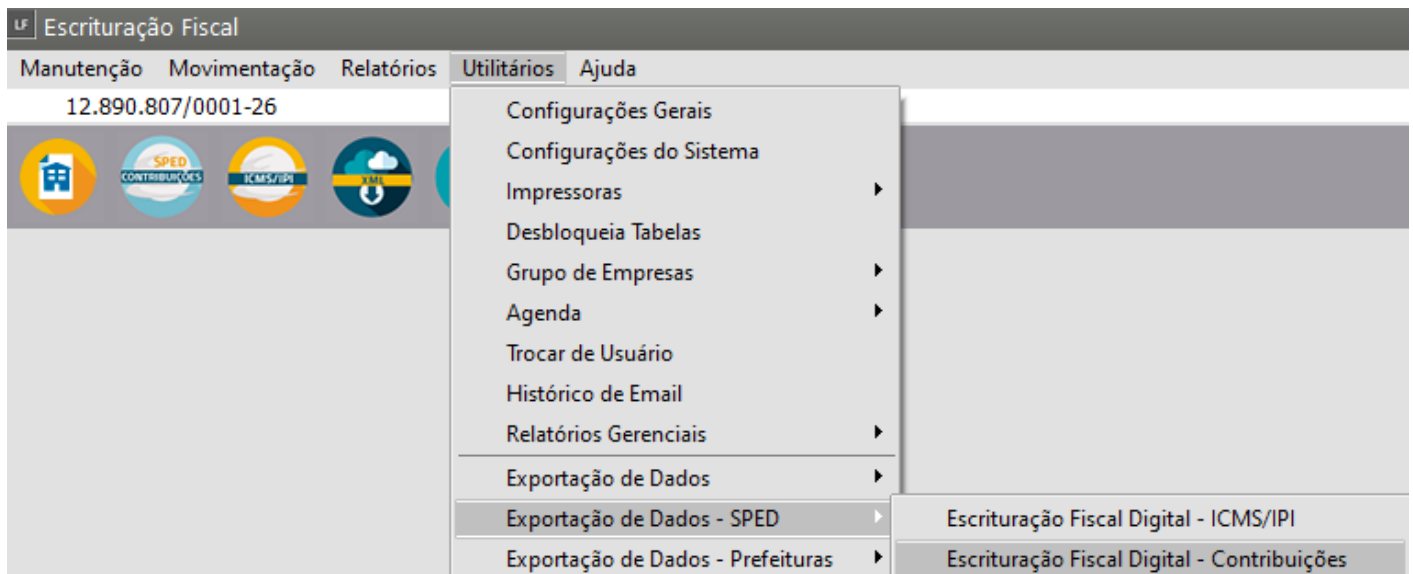 LF Escrituração Fiscal
Manutenção Movimentação Relatórios Utilitários Ajuda
12.890.807/0001-26
SPED
CONTRIBUIÇÕES
ICMS/IPI
XML
Configurações Gerais
Configurações do Sistema
Impressoras
Desbloqueia Tabelas
Grupo de Empresas
Agenda
Trocar de Usuário
Histórico de Email
Relatórios Gerenciais
Exportação de Dados
Exportação de Dados - SPED
Escrituração Fiscal Digital - ICMS/IPI
Exportação de Dados - Prefeituras
Escrituração Fiscal Digital - Contribuições